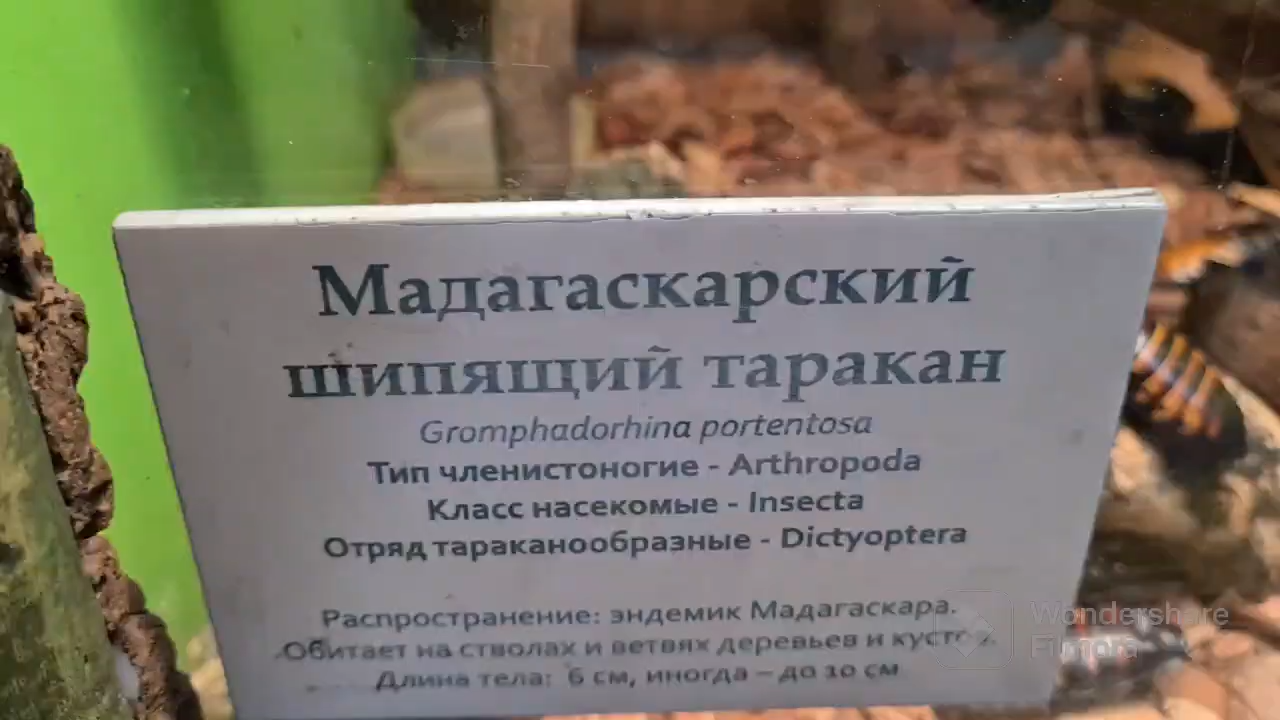 Мадагаскарский
шипящий таракан
Gromphadorhina portentosa
Тип членистоногие - Arthropoda
Класс насекомые - Insecta
Отряд тараканообразные - Dictyoptera
Распространение: эндемик Мадагаскара.
Обитает на стволах и ветвях деревьев и
Длина тела: 6 см, иногда – до 10 см
Wondershare
Filmora